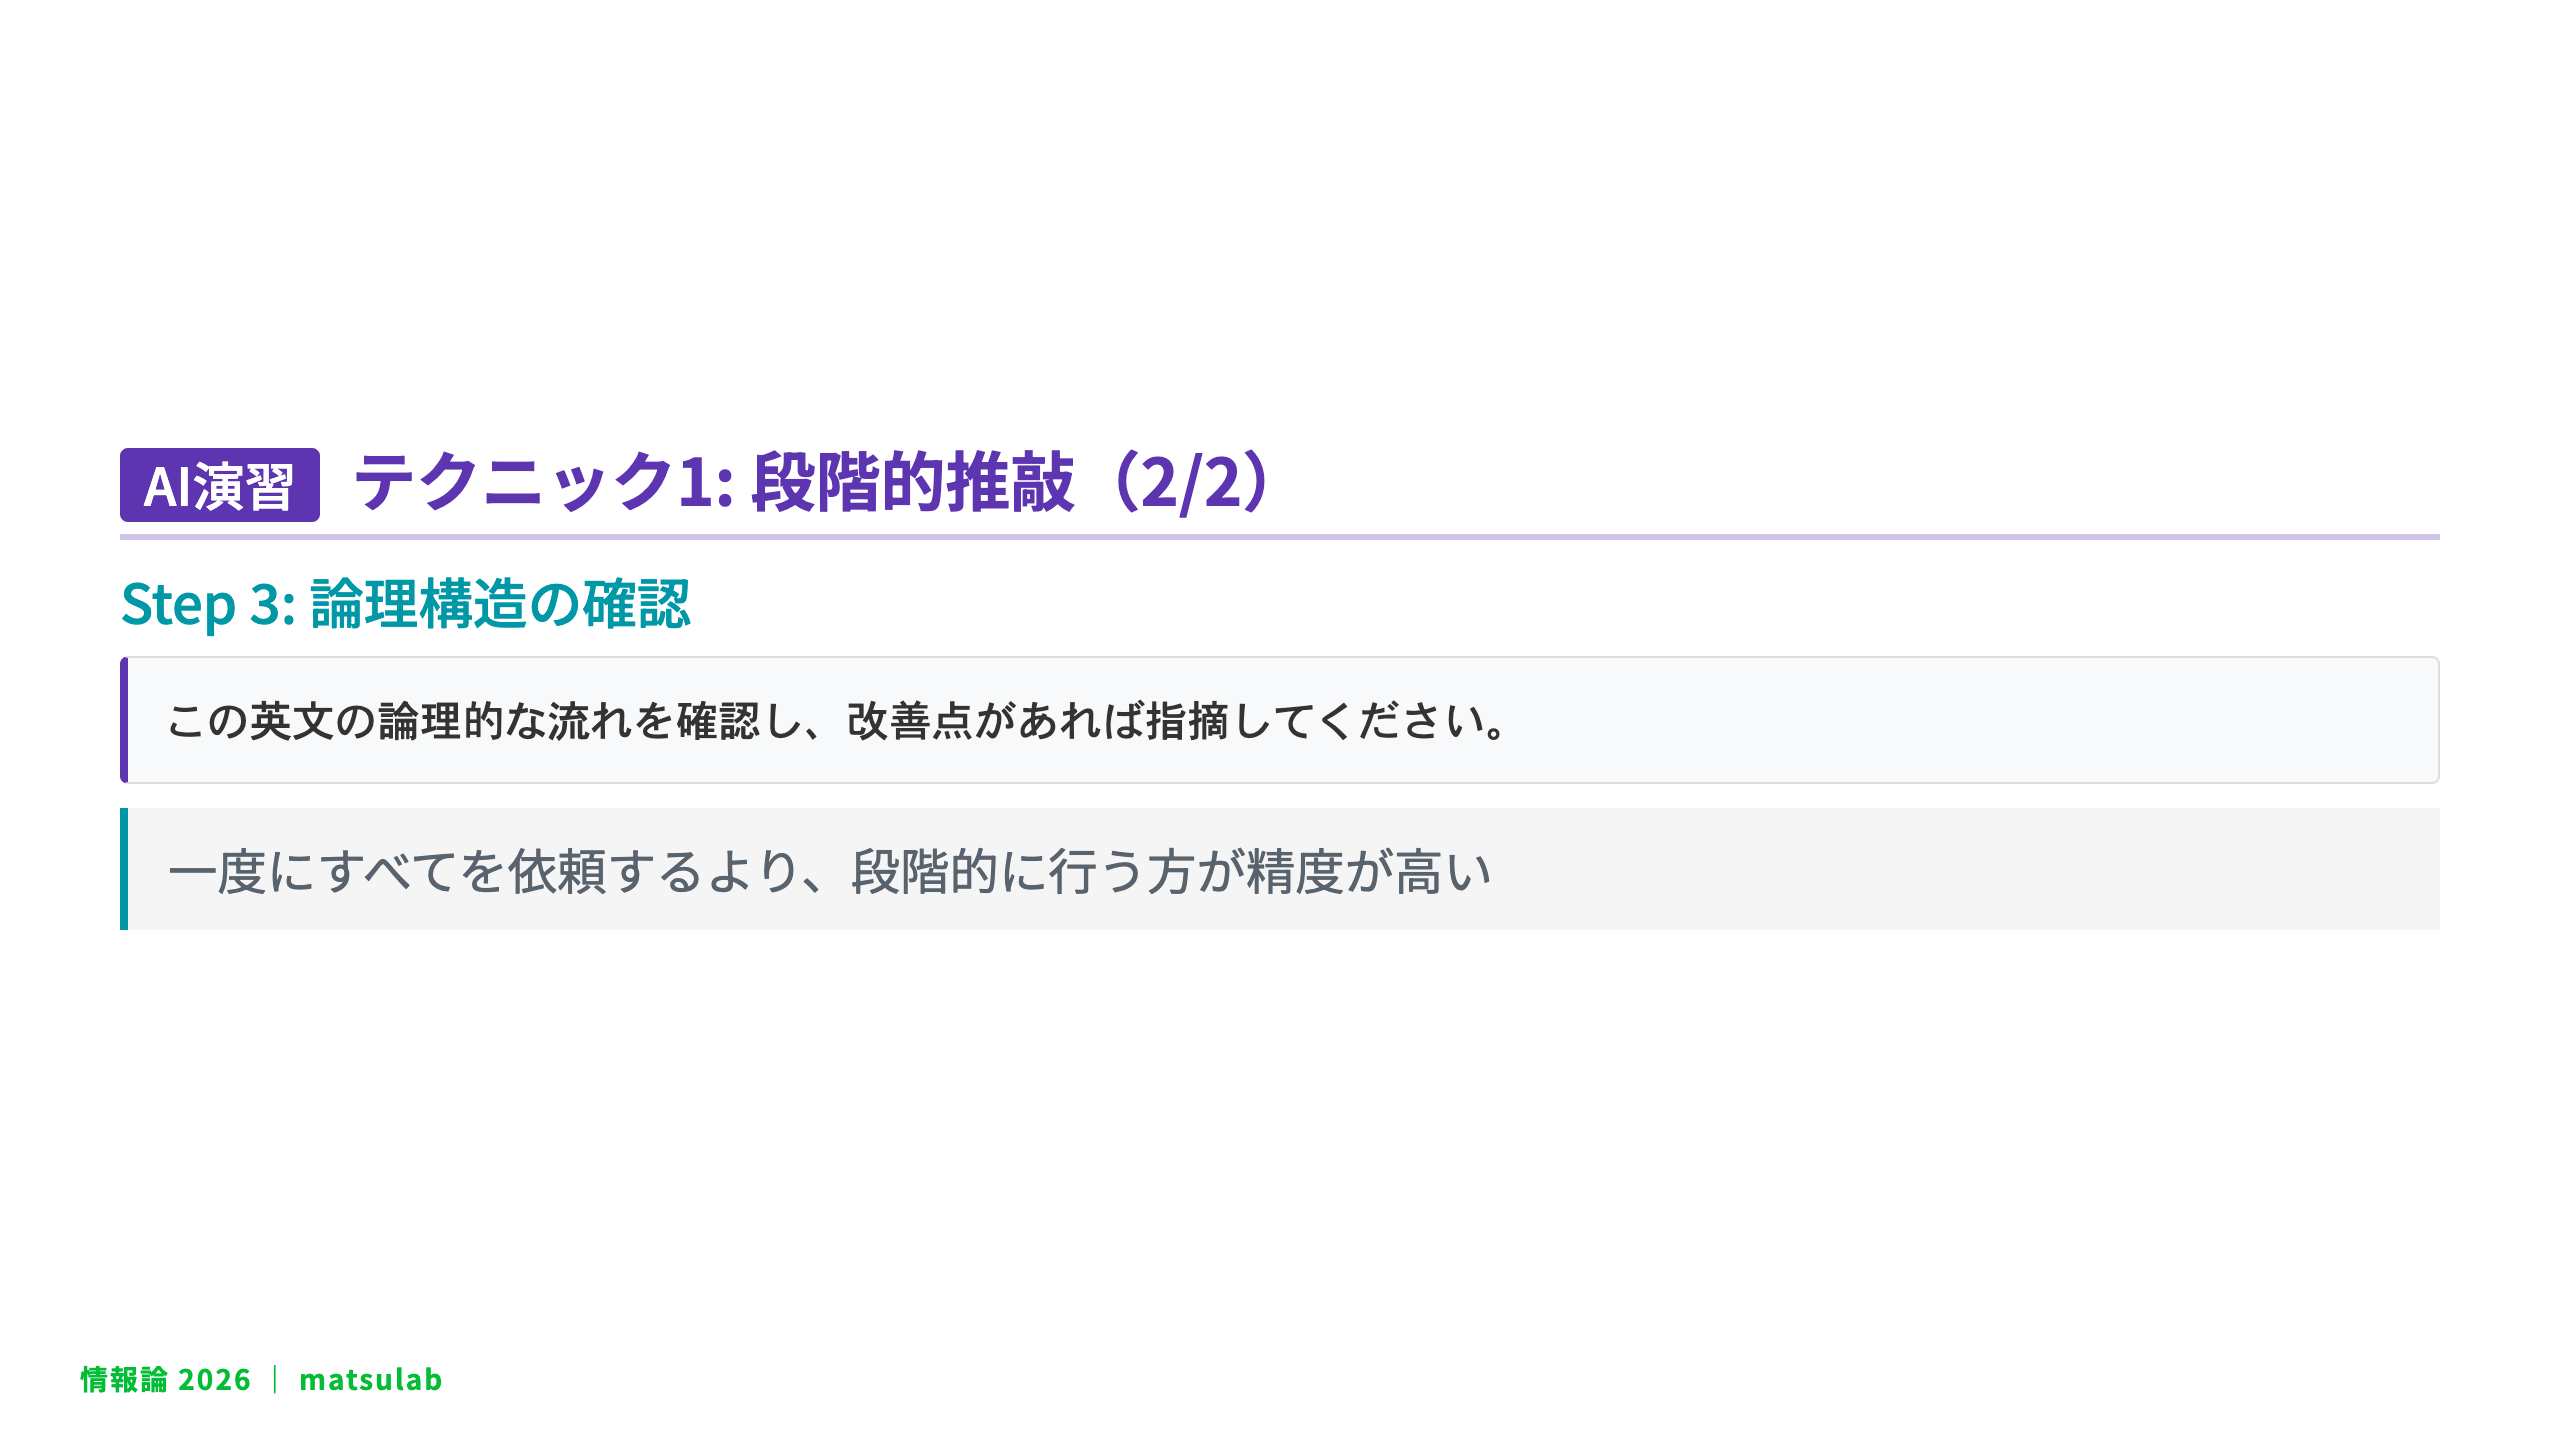 AI演習 テクニック1: 段階的推敲（2/2）
Step 3: 論理構造の確認
この英文の論理的な流れを確認し、改善点があれば指摘してください。
一度にすべてを依頼するより、段階的に行う方が精度が高い
情報論 2026 | matsulab